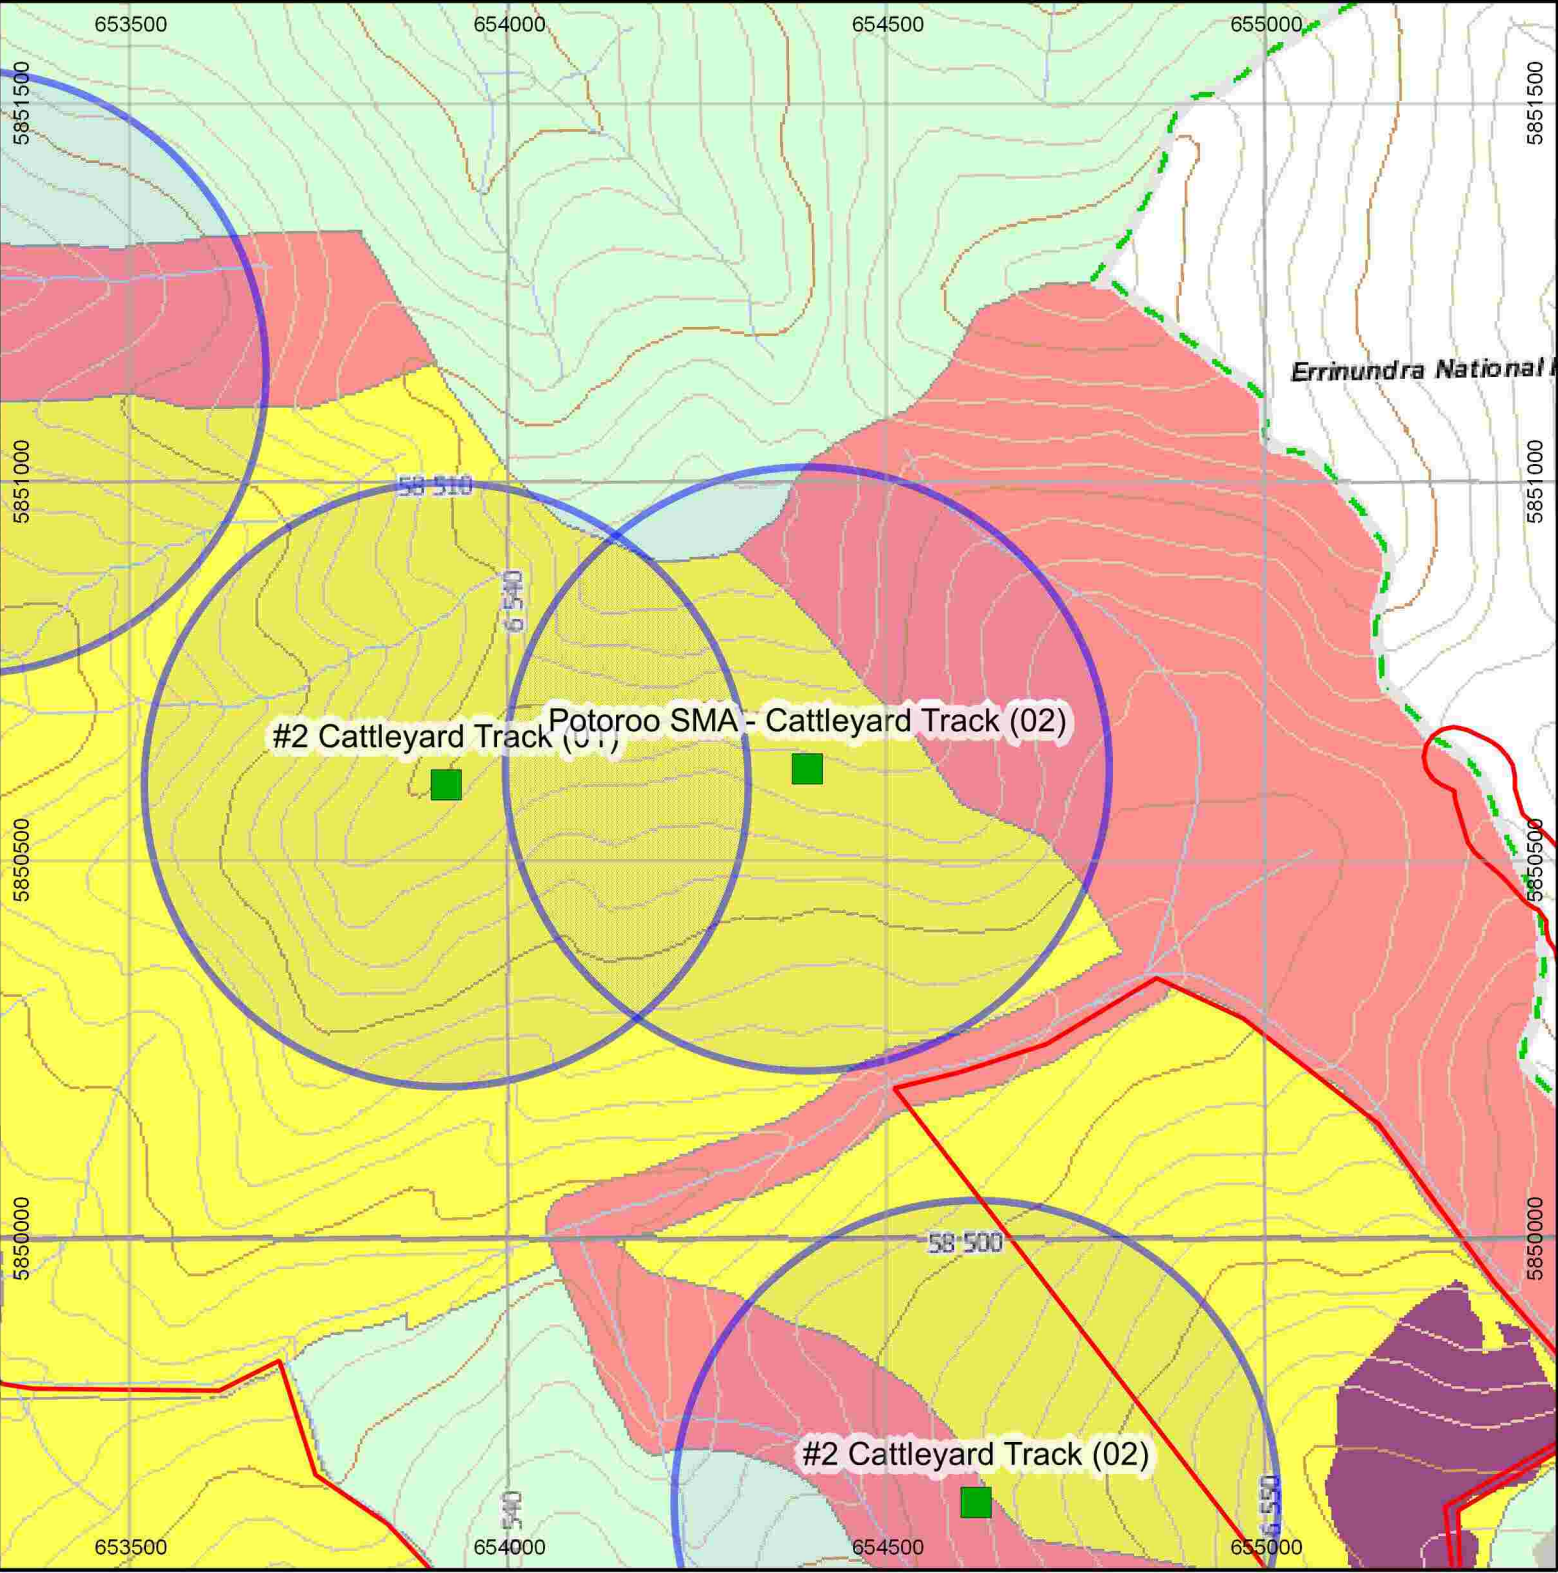 653500 654000 654500 655000
5851500 5851500
Errinundra National
5851000 58 510 5851000
6 540
Potoroo SMA - Cattleyard Track (02)
#2 Cattleyard Track (01)
5850500 5850500
5850000 58 500 5850000
#2 Cattleyard Track (02)
540 6 550
653500 654000 654500 655000